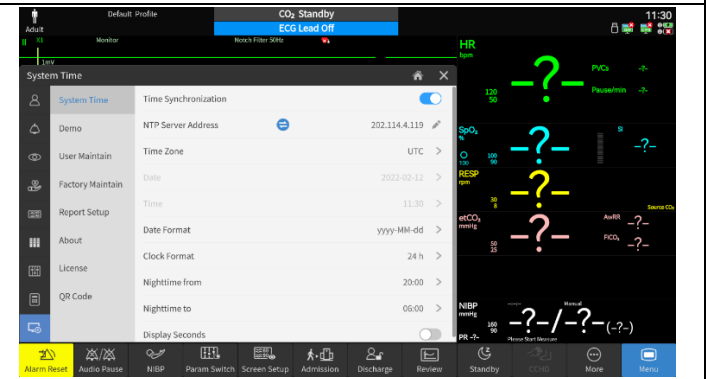 Adult
Default Profile
CO₂ Standby
ECG Lead Off
11:30
II X1
Monitor
Notch Filter 50Hz
1mV
System Time
System Time
Demo
User Maintain
Factory Maintain
Report Setup
About
License
QR Code
Time Synchronization
NTP Server Address 202.114.4.119
Time Zone UTC >
Date 2022-02-12 >
Time 11:30 >
Date Format yyyy-MM-dd >
Clock Format 24 h >
Nighttime from 20:00 >
Nighttime to 06:00 >
Display Seconds
HR
bpm
120
50
-?-
PVCs -?-
Pause/min -?-
SpO₂
%
100
90
-?-
SI
-?-
RESP
rpm
30
8
-?-
Source CO₂
etCO₂
mmHg
50
25
-?-
AwRR -?-
FiCO₂ -?-
NIBP
mmHg
160
90
--:--
Manual
-?-/-?-(-?-)
PR -?-
Please Start Measure
Alarm Reset
Audio Pause
NIBP
Param Switch
Screen Setup
Admission
Discharge
Review
Standby
CCHD
More
Menu